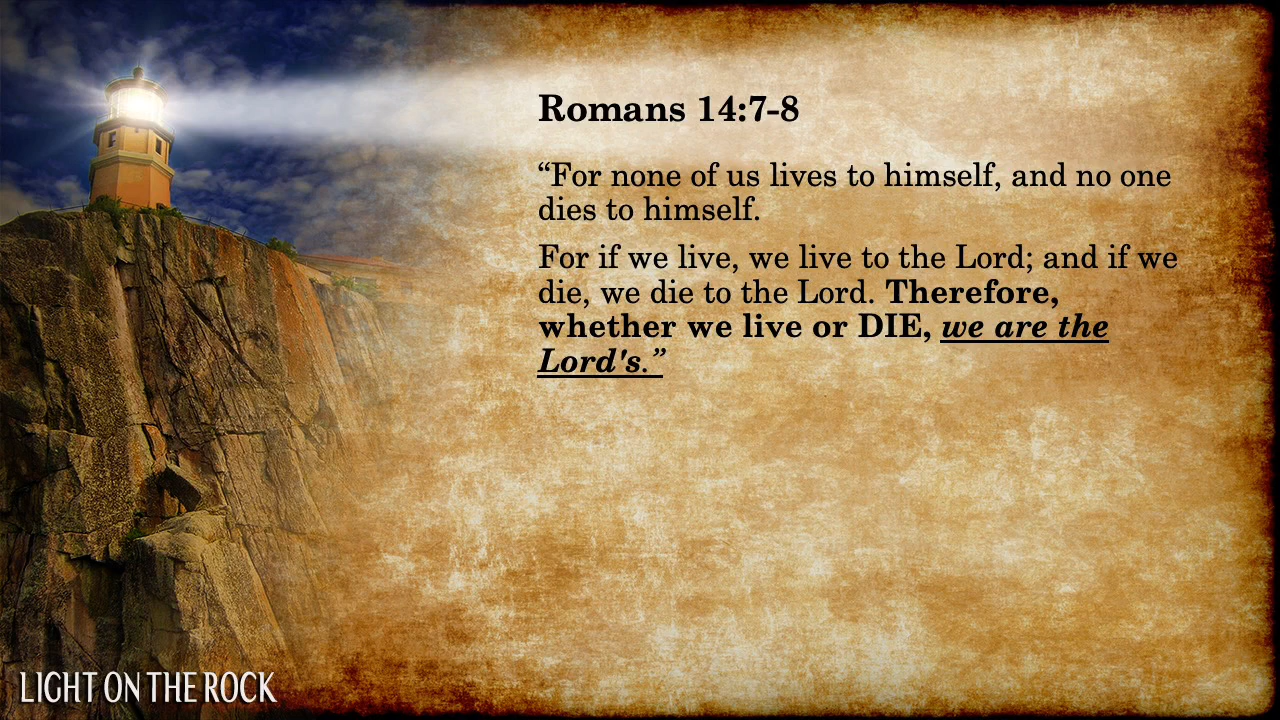 Romans 14:7-8
“For none of us lives to himself, and no one
dies to himself.
For if we live, we live to the Lord; and if we
die, we die to the Lord. Therefore,
whether we live or DIE, we are the
Lord's.”
LIGHT ON THE ROCK